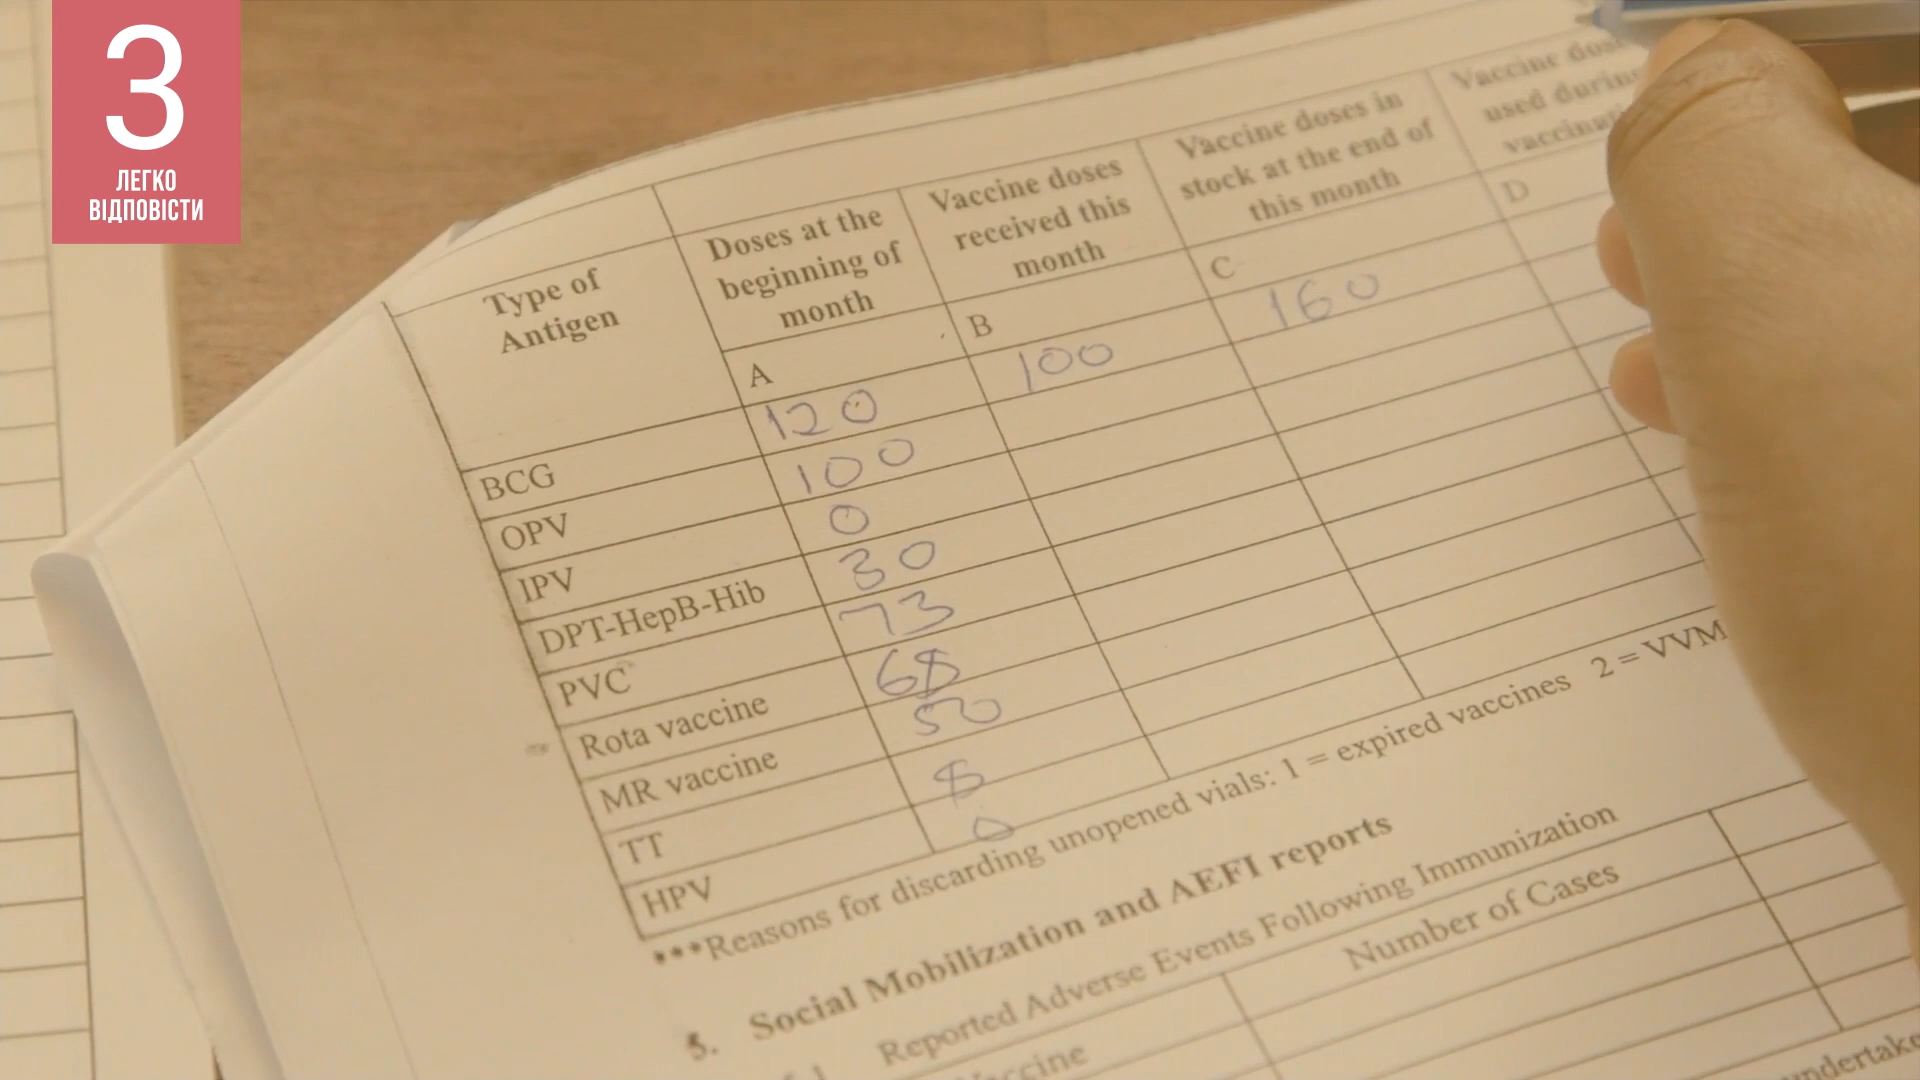 3
ЛЕГКО
ВІДПОВІСТИ
Type of
Antigen
Doses at the
beginning of
month
Vaccine doses
received this
month
Vaccine doses in
stock at the end of
this month
Vaccine
used
A
B
C
D
BCG 120 100 160
OPV 100
IPV 0
DPT-HepB-Hib 30
PVC 73
Rota vaccine
MR vaccine 50
TT
HPV 0
***Reasons for discarding unopened vials: 1 = expired vaccines 2 = VVM
5. Social Mobilization and AEFI reports
Reported Adverse Events Following Immunization
Number of Cases